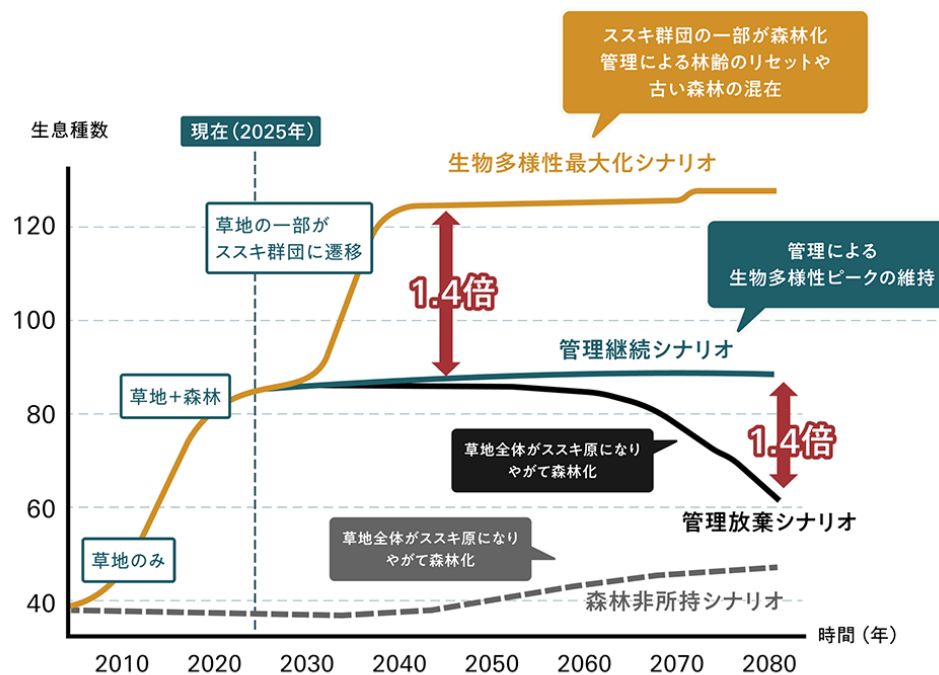 ススキ群団の一部が森林化
管理による林齢のリセットや
古い森林の混在
生息種数
現在（2025年）
生物多様性最大化シナリオ
120
草地の一部が
ススキ群団に遷移
管理による
生物多様性ピークの維持
1.4倍
100
管理継続シナリオ
草地+森林
80
1.4倍
草地全体がススキ原になり
やがて森林化
60
管理放棄シナリオ
草地のみ
草地全体がススキ原になり
やがて森林化
40
森林非所持シナリオ
時間（年）
2010 2020 2030 2040 2050 2060 2070 2080